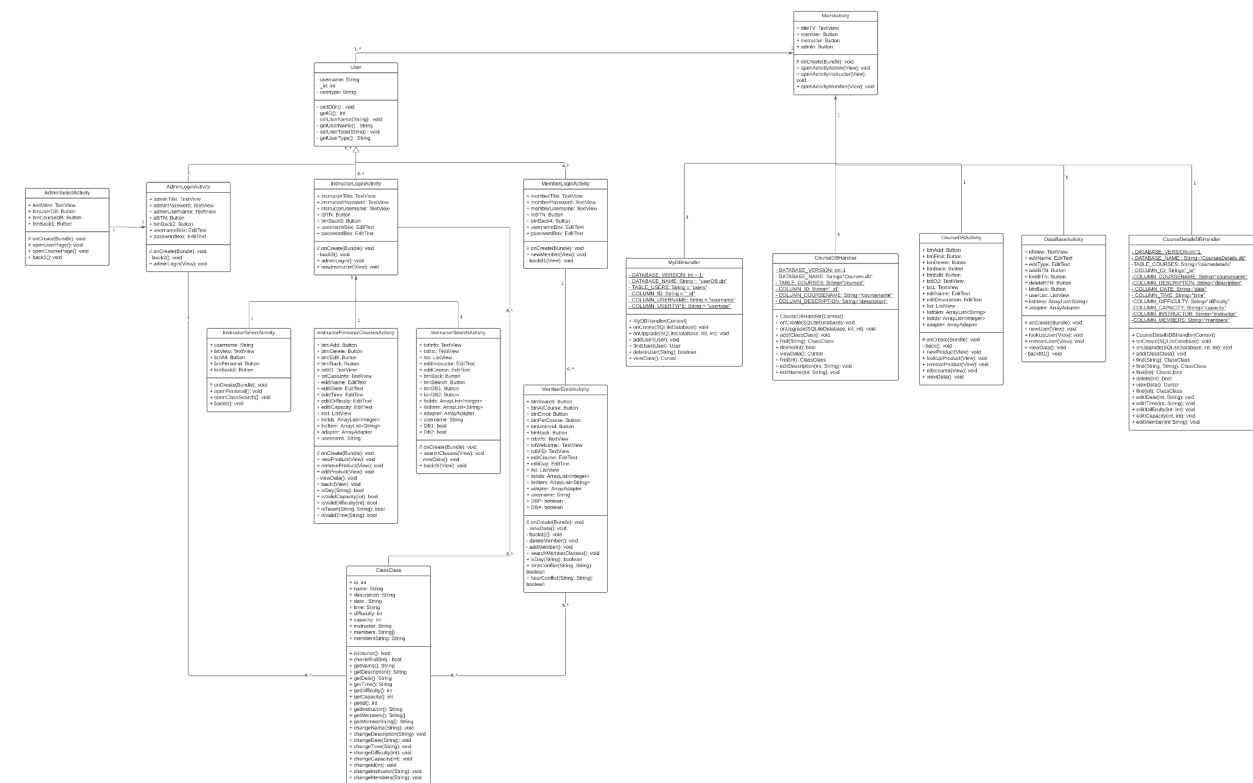 MainActivity
+ titleTV: TextView
+ member: Button
+ instructor: Button
+ admin: Button
# onCreate(Bundle): void
+ openActivityAdmin(View): void
+ openActivityInstructor(View):
void
+ openActivityMember(View): void
1..*
User
- username: String
- _id: int
- usertype: String
- setID(int) : void
- getID() : int
- setUserName(String) : void
- getUserName() : String
- setUserType(String) : void
- getUserType() : String
AdminSelectActivity
+ textView: TextView
+ btnUserDB: Button
+ btnCourseDB: Button
+ btnBack1: Button
# onCreate(Bundle): void
+ openUserPage(): void
+ openCoursePage(): void
+ back1(): void
AdminLoginActivity
+ adminTitle: TextView
+ adminPassword: TextView
+ adminUsername: TextView
+ aBTN: Button
+ btnBack2: Button
+ usernameBox: EditText
+ passwordBox: EditText
# onCreate(Bundle): void
- back2(): void
+ adminLogin(View): void
InstructorLoginActivity
+ instructorTitle: TextView
+ instructorPassword: TextView
+ instructorUsername: TextView
+ iBTN: Button
+ btnBack3: Button
+ usernameBox: EditText
+ passwordBox: EditText
# onCreate(Bundle): void
- back3(): void
+ adminLogin(): void
+ newInstructor(View): void
0..*
MemberLoginActivity
+ memberTitle: TextView
+ memberPassword: TextView
+ memberUsername: TextView
+ mBTN: Button
+ btnBack4: Button
+ usernameBox: EditText
+ passwordBox: EditText
# onCreate(Bundle): void
+ newMember(View): void
- back01(): void
MyDBHandler
- DATABASE_VERSION: int = 1;
- DATABASE_NAME: String = "userDB.db"
- TABLE_USERS: String = "users"
- COLUMN_ID: String = "_id"
- COLUMN_USERNAME: String = "username"
- COLUMN_USERTYPE: String = "usertype"
+ MyDBHandler(Context)
+ onCreate(SQLiteDatabase): void
+ onUpgrade(SQLiteDatabase, int, int): void
+ addUser(User): void
+ findUser(User): User
+ deleteUser(String): boolean
+ viewData(): Cursor
CourseDBHandler
- DATABASE_VERSION: int=1
- DATABASE_NAME: String="Courses.db"
- TABLE_COURSES: String="courses"
- COLUMN_ID: String="_id"
- COLUMN_COURSENAME: String="coursename"
- COLUMN_DESCRIPTION: String="description"
+ CourseDBHandler(Context)
+ onCreate(SQLiteDatabase): void
+ onUpgrade(SQLiteDatabase, int, int): void
+ add(ClassClass): void
+ find(String): ClassClass
+ delete(int): bool
+ viewData(): Cursor
+ find(int): ClassClass
+ editDescription(int, String): void
+ editName(int, String): void
CourseDBActivity
+ btnAdd: Button
+ btnFind: Button
+ btnDelete: Button
+ btnBack: Button
+ btnEdit: Button
+ txtID2: TextView
+ txt1: TextView
+ editName: EditText
+ editDescription: EditText
+ list: ListView
+ listItem: ArrayList<String>
+ listIds: ArrayList<Integer>
+ adapter: ArrayAdapter
# onCreate(Bundle): void
- back(): void
+ newProduct(View): void
+ lookUpProduct(View): void
+ removeProduct(View): void
+ editcourse(View): void
- viewData(): void
DataBaseActivity
+ idView: TextView
+ editName: EditText
+ editType: EditText
+ addBTN: Button
+ findBTN: Button
+ deleteBTN: Button
+ btnBack: Button
+ userList: ListView
+ listItem: ArrayList<String>
+ adapter: ArrayAdapter
# onCreate(Bundle): void
+ newUser(View): void
+ lookUpUser(View): void
+ removeUser(View): void
- viewData(): void
- back01(): void
CourseDetailsDBHandler
- DATABASE_VERSION:int=1
- DATABASE_NAME : String="CoursesDetails.db"
-TABLE_COURSES: String="coursedetails"
- COLUMN_ID: String="_id"
-COLUMN_COURSENAME: String="coursename"
- COLUMN_DESCRIPTION: String="description"
- COLUMN_DATE: String="date"
- COLUMN_TIME: String="time"
- COLUMN_DIFFICULTY: String="difficulty"
- COLUMN_CAPACITY: String="capacity"
-COLUMN_INSTRUCTOR: String="instructor"
- COLUMN_MEMBERS: String="members"
+ CourseDetailsDBHandler(Context)
+ onCreate(SQLiteDatabase): void
+ onUpgrade(SQLiteDatabase, int, int): void
+ add(ClassClass): void
+ find(String): ClassClass
+ find(String, String): ClassClass
+ find(int): ClassClass
+ delete(int): bool
+ viewData(): Cursor
+ find(int): ClassClass
+ editDate(int, String): void
+ editTime(int, String): void
+ editDifficulty(int, int): void
+ editCapacity(int, int): void
+ editMember(int, String): void
InstructorSelectActivity
+ username: String
+ txtView: TextView
+ btnAll: Button
+ btnPersonal: Button
+ btnBackM: Button
# onCreate(Bundle): void
+ openPersonal(): void
+ openClassSearch(): void
+ backI(): void
InstructorPersonalCoursesActivity
+ btnAdd: Button
+ btnDelete: Button
+ btnEdit: Button
+ btnBack: Button
+ txtID: TextView
+ txtClassInfo: TextView
+ editName: EditText
+ editDate: EditText
+ editTime: EditText
+ editDifficulty: EditText
+ editCapacity: EditText
+ list: ListView
+ listIds: ArrayList<Integer>
+ listItem: ArrayList<String>
+ adapter: ArrayAdapter
+ username: String
# onCreate(Bundle): void
+ newProduct(View): void
+ removeProduct(View): void
+ editProduct(View): void
- viewData(): void
+ backI(View): void
+ isDay(String): bool
+ isValidCapacity(int): bool
+ isValidDifficulty(int): bool
+ isTaken(String, String): bool
+ isValidTime(String): bool
InstructorSearchActivity
+ txtInfo: TextView
+ txtIst: TextView
+ list: ListView
+ editInstructor: EditText
+ editCourse: EditText
+ btnBack: Button
+ btnSearch: Button
+ btnDB1: Button
+ btnDB2: Button
+ listIds: ArrayList<Integer>
+ listItem: ArrayList<String>
+ adapter: ArrayAdapter
+ username: String
+ DB1: bool
+ DB2: bool
# onCreate(Bundle): void
+ searchClasses(View): void
- viewData(): void
+ backS(View): void
MemberEnrolActivity
+ btnSearch: Button
+ btnAllCourse: Button
+ btnEnrol: Button
+ btnPerCourse: Button
+ btnUnenrol: Button
+ btnBack: Button
+ txtInfo: TextView
+ txtWelcome: TextView
+ txtMID: TextView
+ editCourse: EditText
+ editDay: EditText
+ list: ListView
+ listIds: ArrayList<Integer>
+ listItem: ArrayList<String>
+ adapter: ArrayAdapter
+ username: String
+ DBP: boolean
+ DBA: boolean
# onCreate(Bundle): void
- viewData(): void
- back02(): void
- deleteMember(): void
- addMember(): void
+ searchMemberClasses(): void
+ isDay(String): boolean
+ timeConflict(String, String):
boolean
+ hourConflict(String, String):
boolean
0..*
ClassClass
+ id: int
+ name: String
+ description: String
+ date : String
+ time: String
+ difficulty: int
+ capacity: int
+ instructor: String
+ members: String[]
+ membersString: String
+ isCourse(): bool
+ checkIfFull(int) : bool
+ getName(): String
+ getDescription(): String
+ getDate(): String
+ getTime(): String
+ getDifficulty(): int
+ getCapacity(): int
+ getId(): int
+ getInstructor(): String
+ getMembers(): String[]
+ getMemberString(): String
+ changeName(String): void
+ changeDescription(String): void
+ changeDate(String): void
+ changeTime(String): void
+ changeDifficulty(int): void
+ changeCapacity(int): void
+ changeId(int): void
+ changeInstructor(String): void
+ changeMembers(String): void
0..*
0..*